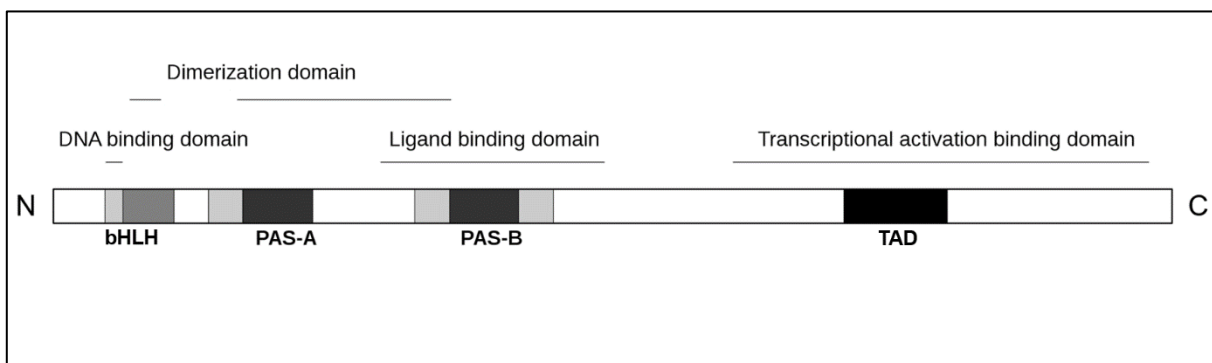 Dimerization domain
DNA binding domain Ligand binding domain Transcriptional activation binding domain
N C
bHLH PAS-A PAS-B TAD